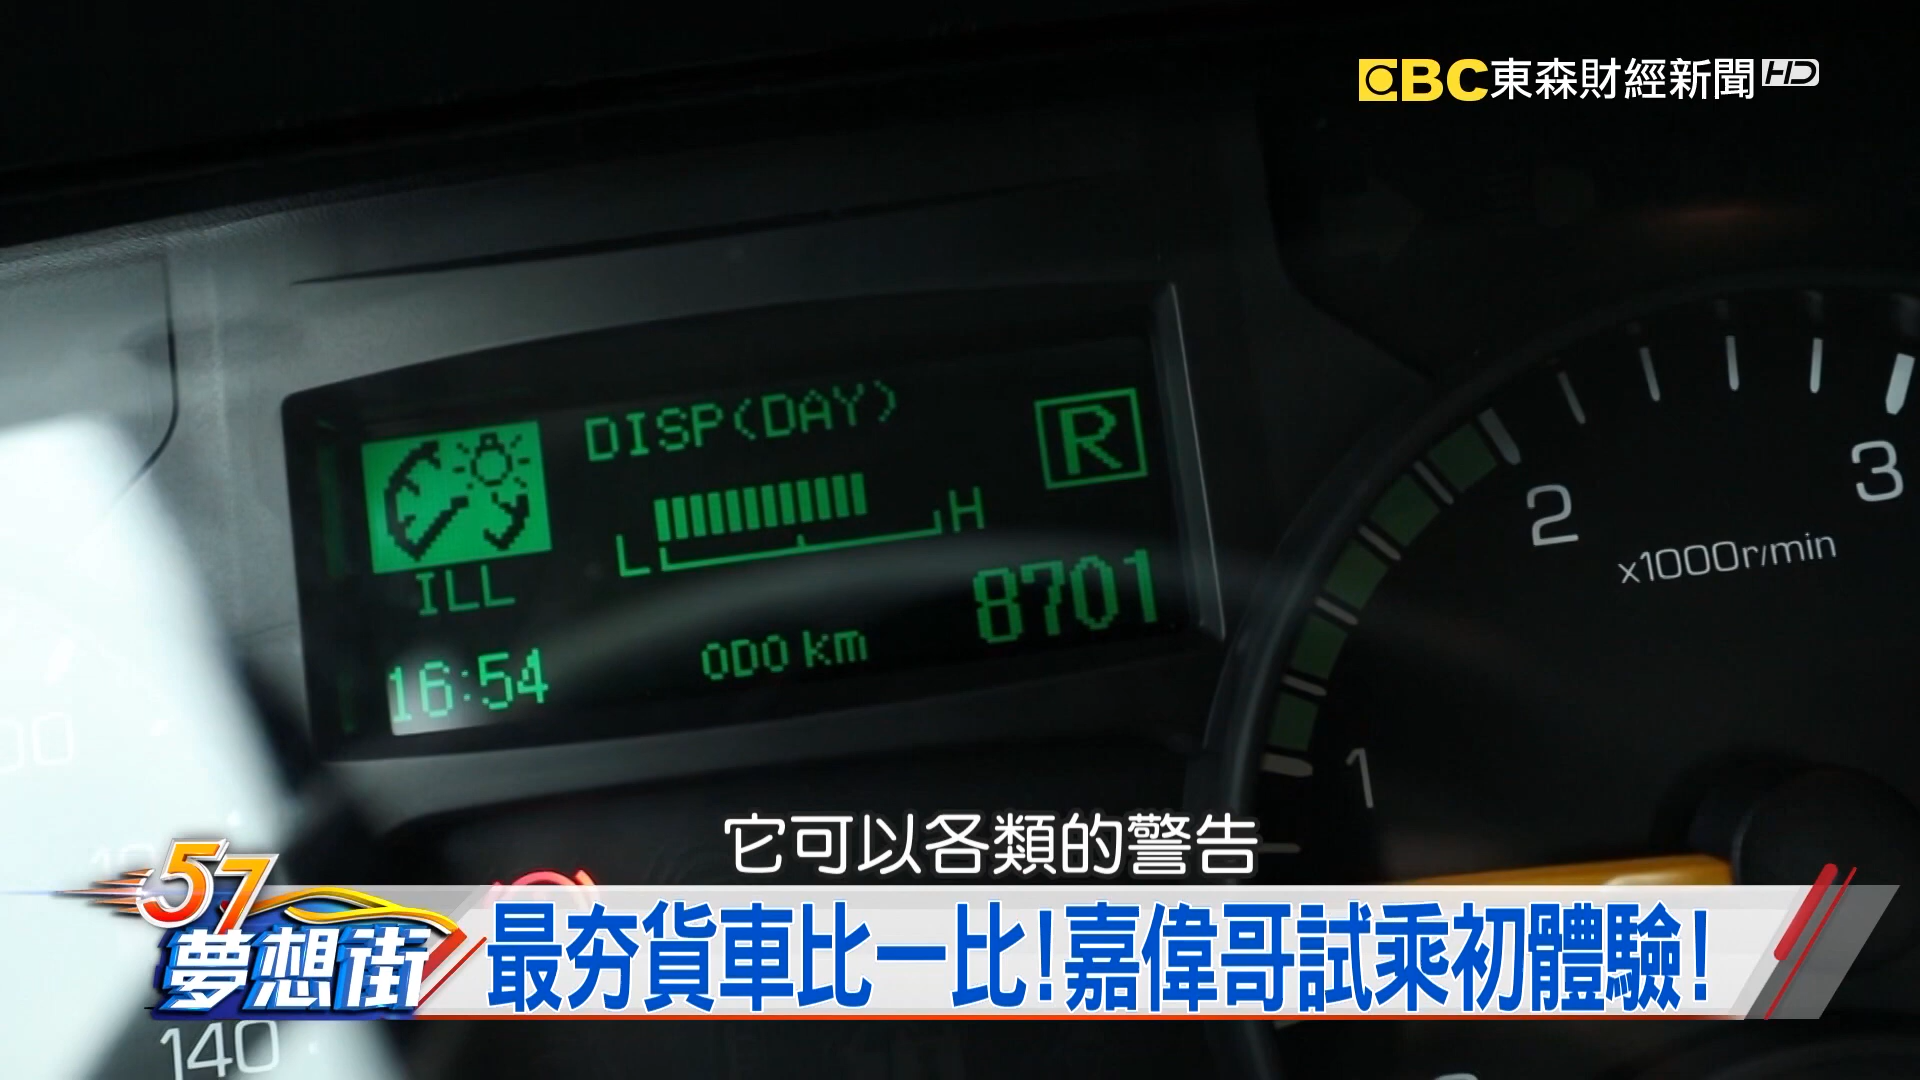 EBC東森財經新聞HD
DISP(DAY)
R
L H
ILL
8701
16:54
ODO km
1
2
3
x1000r/min
140
它可以各類的警告
57
夢想街
最夯貨車比一比!嘉偉哥試乘初體驗!